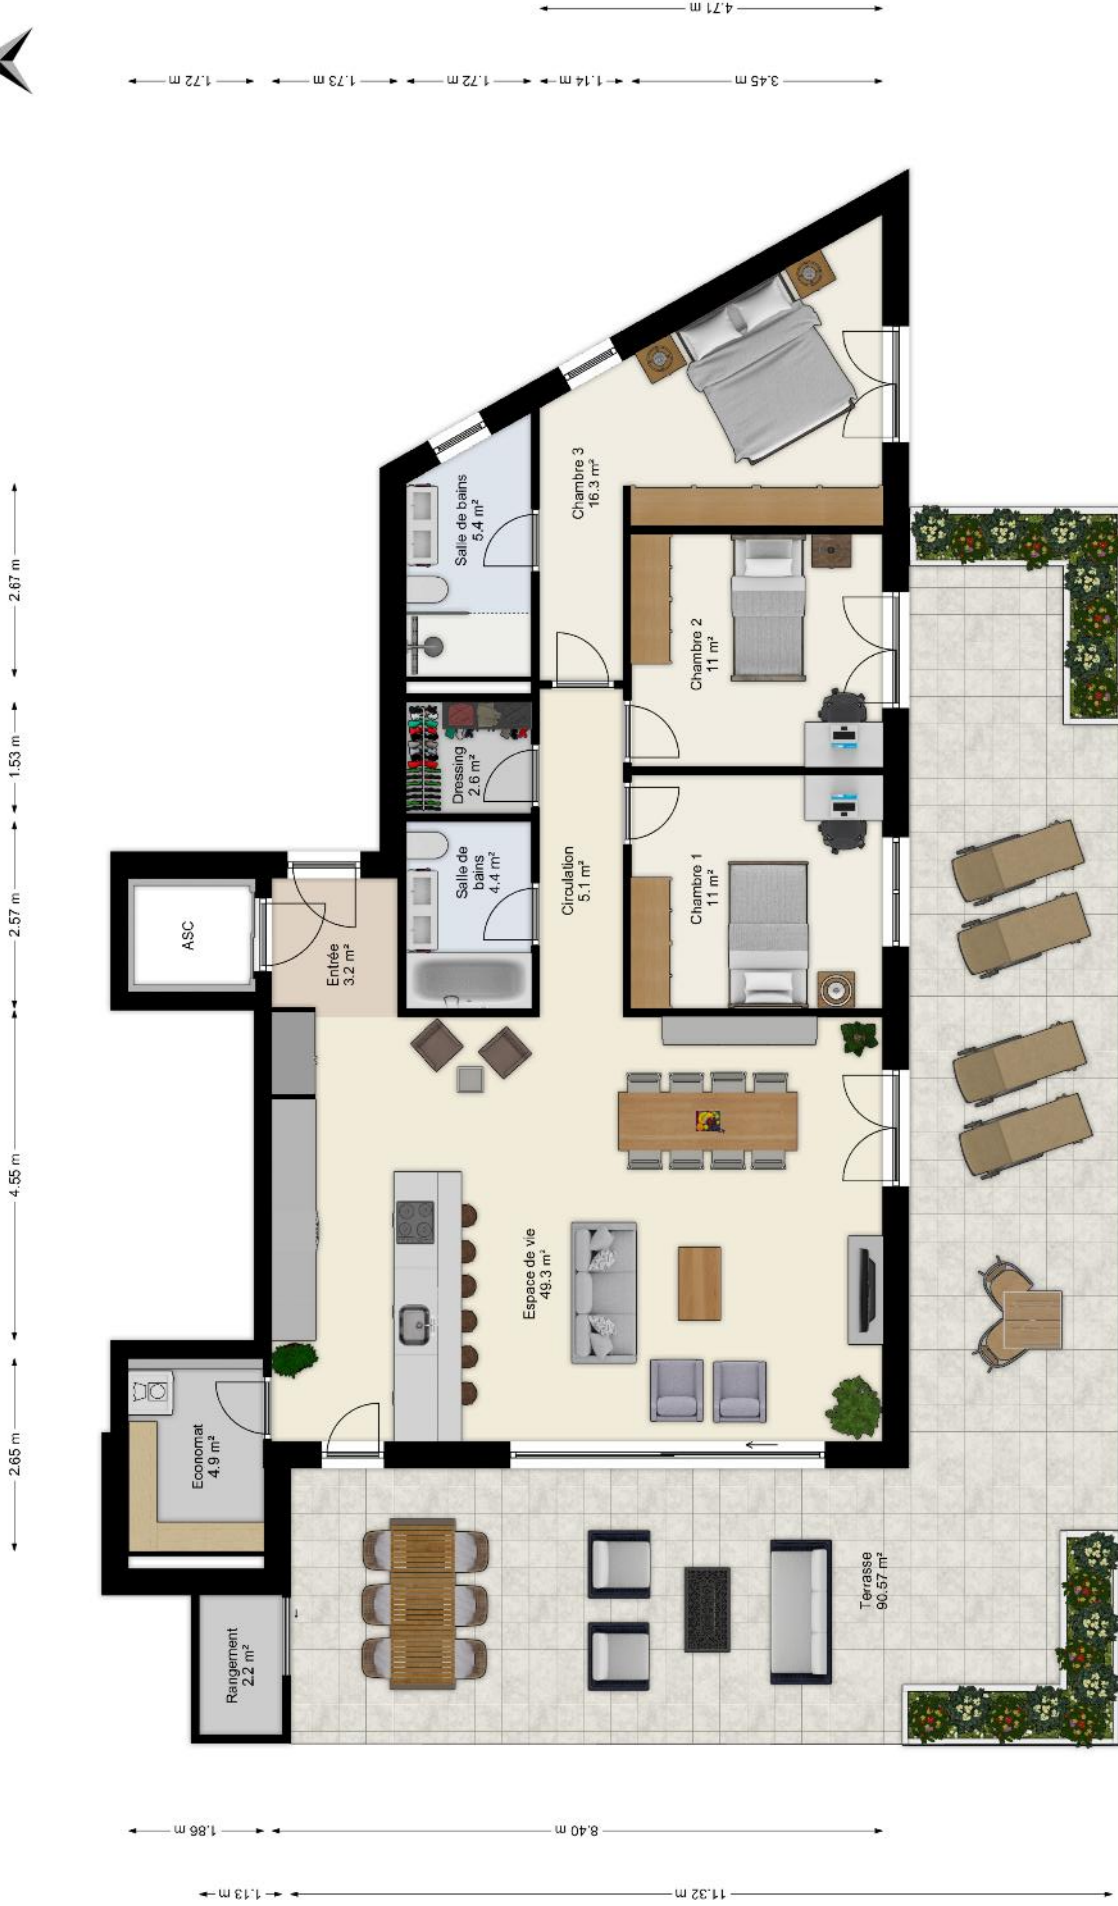 4.71 m
1.72 m
1.73 m
1.72 m
1.14 m
3.45 m
2.67 m
1.53 m
2.57 m
4.55 m
2.65 m
Chambre 3
16.3 m²
Salle de bains
5.4 m²
Chambre 2
11 m²
Dressing
2.6 m²
Salle de
bains
4.4 m²
Circulation
5.1 m²
Chambre 1
11 m²
ASC
Entrée
3.2 m²
Espace de vie
49.3 m²
Economat
4.9 m²
Rangement
2.2 m²
Terrasse
90.57 m²
1.86 m
8.40 m
1.13 m
11.32 m